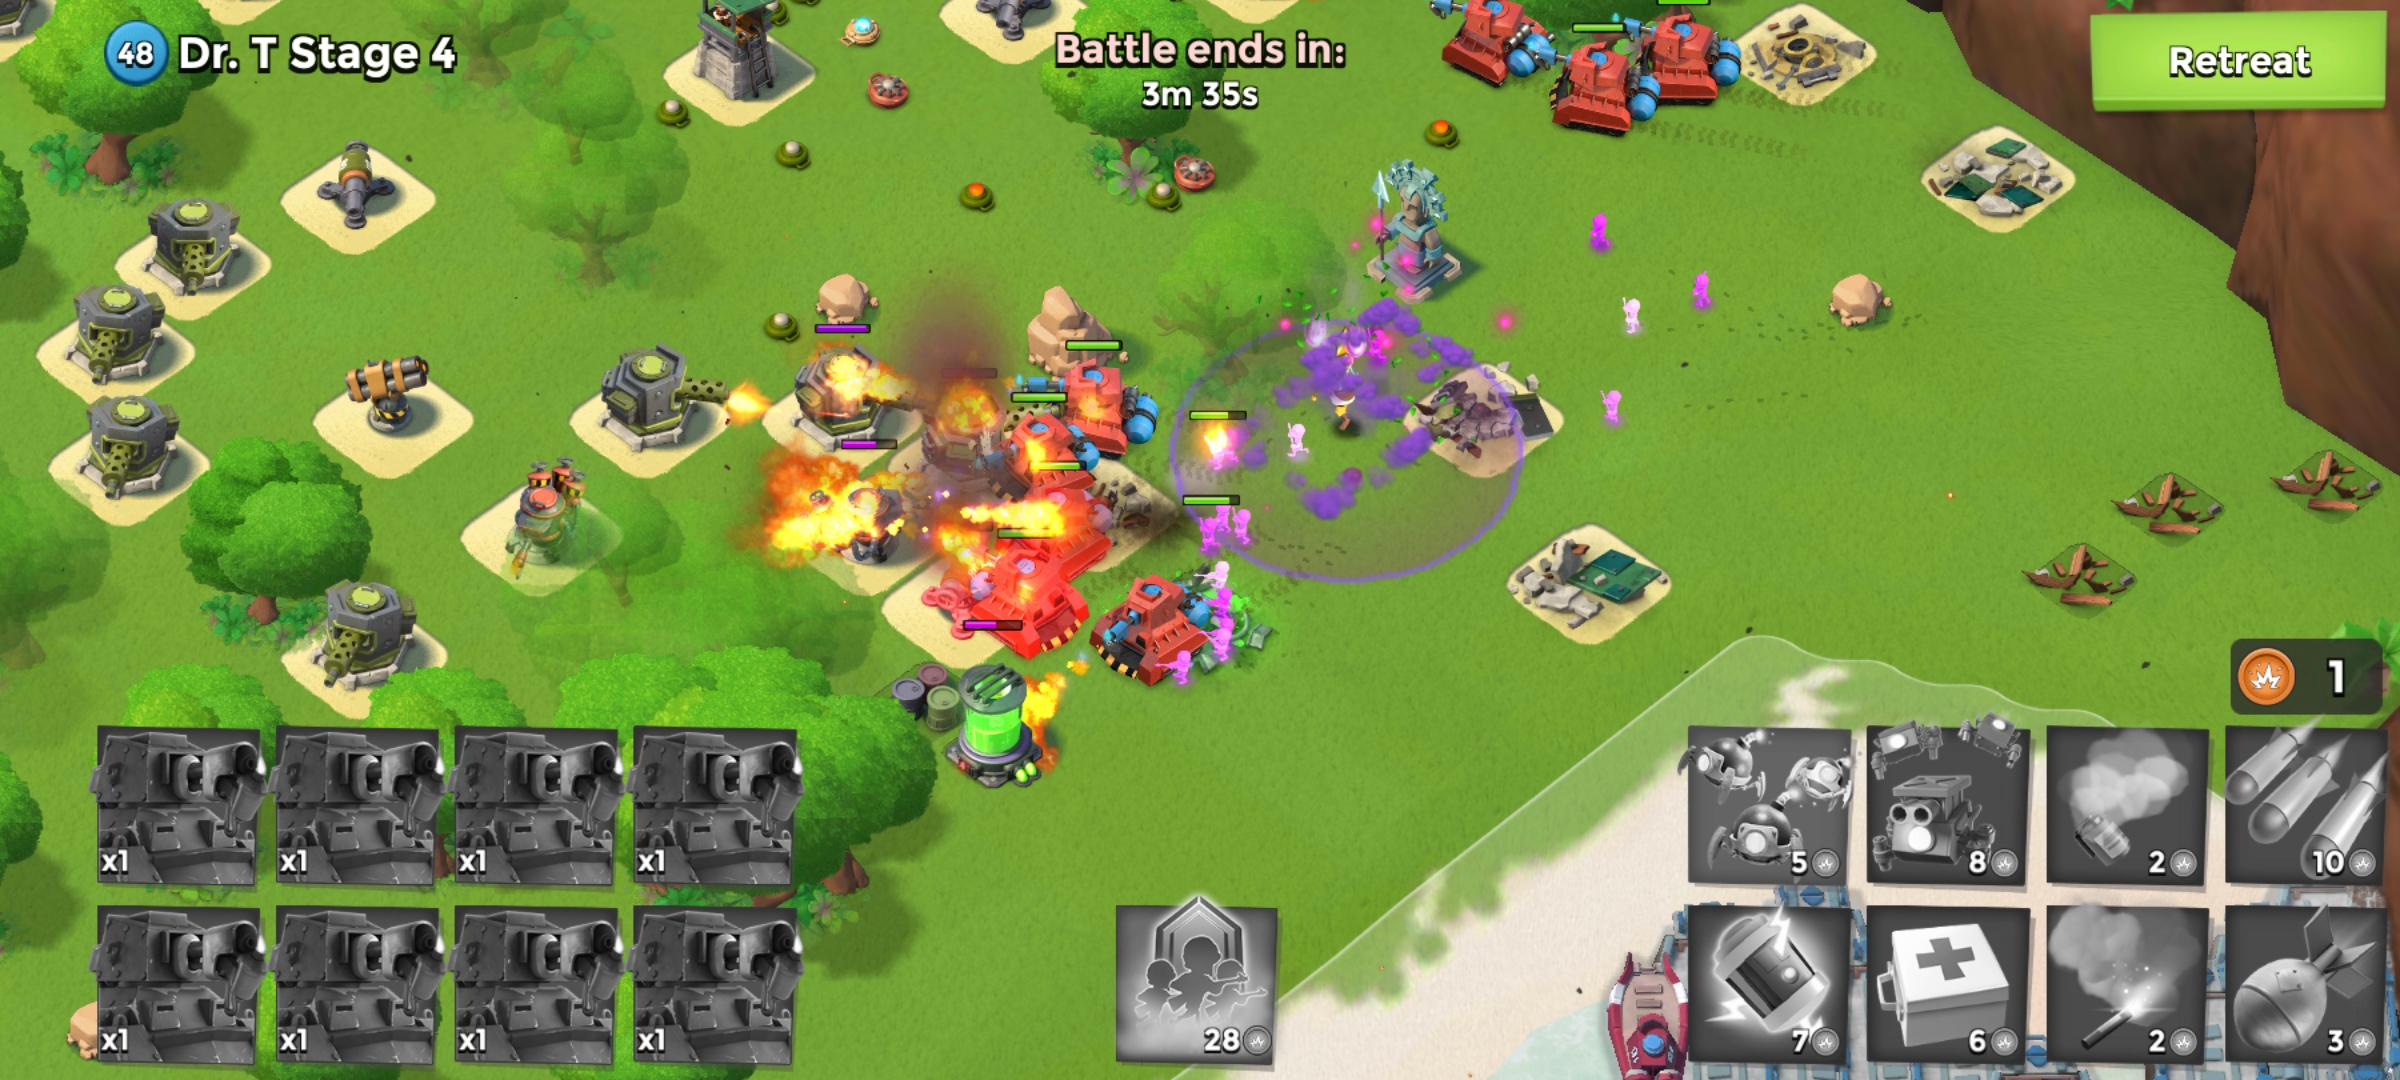 48 Dr. T Stage 4
Battle ends in:
3m 35s
Retreat
1
x1 x1 x1 x1
5 8 2 10
x1 x1 x1 x1
28
7 6 2 3